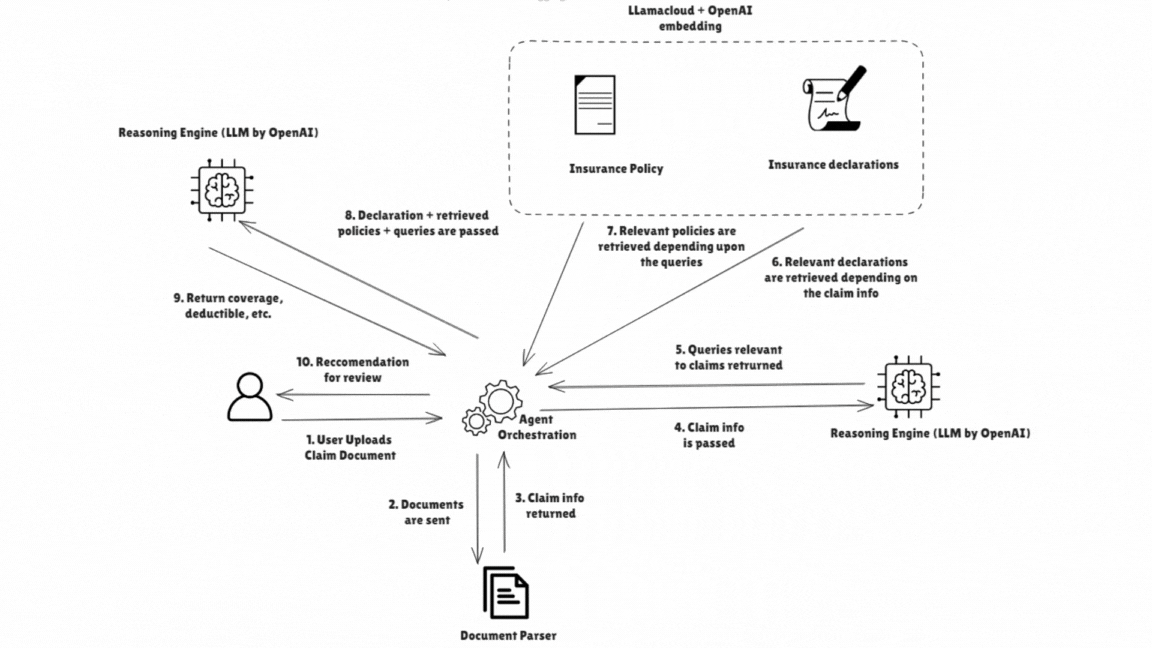 LLamacloud + OpenAI
embedding
Insurance Policy
Insurance declarations
Reasoning Engine (LLM by OpenAI)
8. Declaration + retrieved
policies + queries are passed
7. Relevant policies are
retrieved depending upon
the queries
6. Relevant declarations
are retrieved depending on
the claim info
9. Return coverage,
deductible, etc.
10. Reccomendation
for review
5. Queries relevant
to claims retrurned
Agent
Orchestration
1. User Uploads
Claim Document
4. Claim info
is passed
Reasoning Engine (LLM by OpenAI)
2. Documents
are sent
3. Claim info
returned
Document Parser